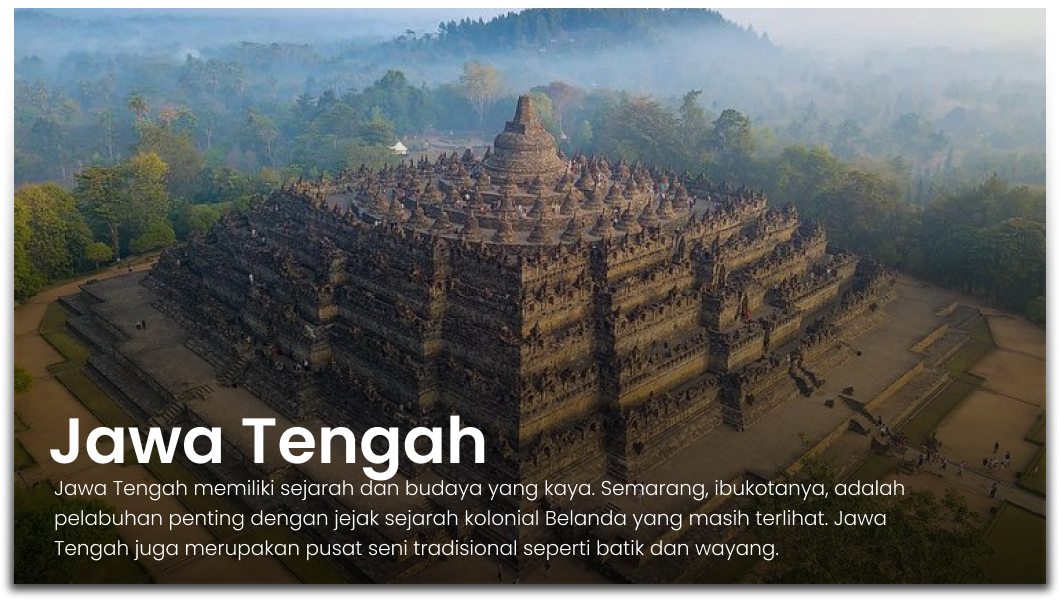 Jawa Tengah
Jawa Tengah memiliki sejarah dan budaya yang kaya. Semarang, ibukotanya, adalah
pelabuhan penting dengan jejak sejarah kolonial Belanda yang masih terlihat. Jawa
Tengah juga merupakan pusat seni tradisional seperti batik dan wayang.